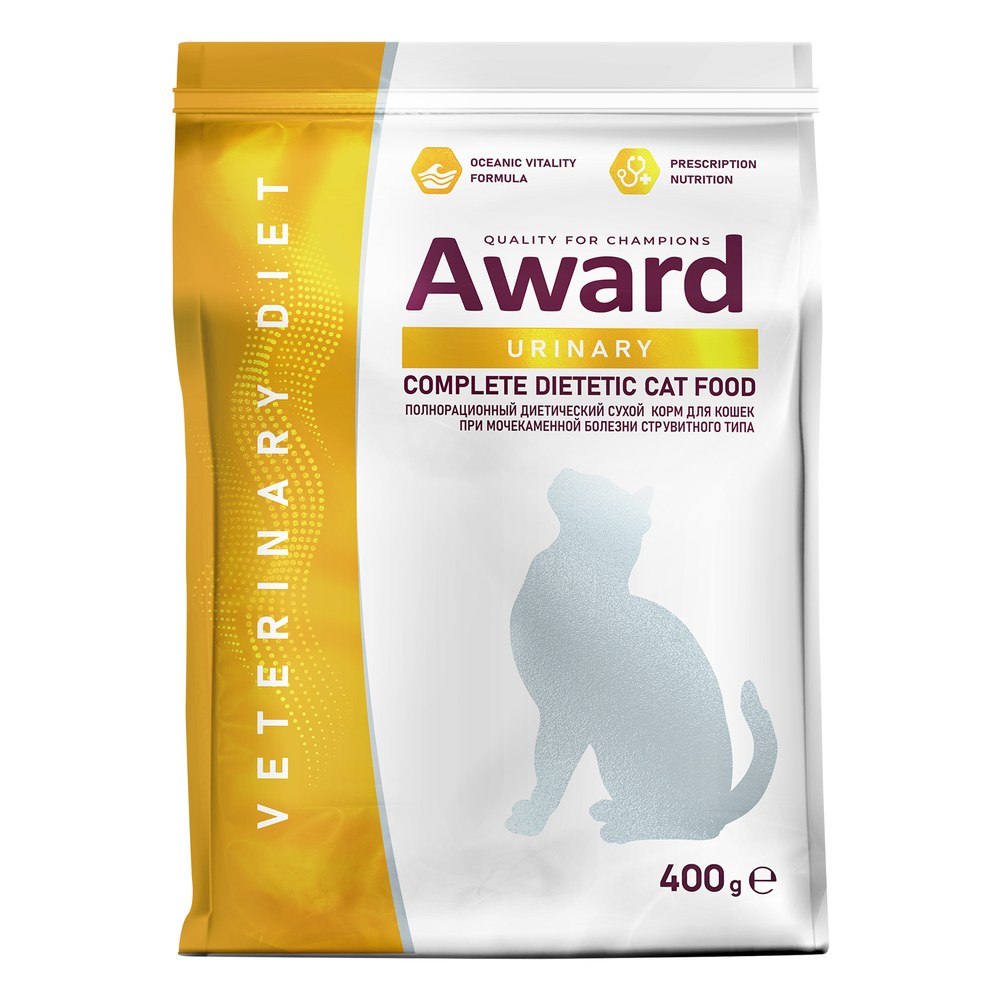 VETERINARY DIET
OCEANIC VITALITY
FORMULA
PRESCRIPTION
NUTRITION
QUALITY FOR CHAMPIONS
Award
URINARY
COMPLETE DIETETIC CAT FOOD
ПОЛНОРАЦИОННЫЙ ДИЕТИЧЕСКИЙ СУХОЙ КОРМ ДЛЯ КОШЕК
ПРИ МОЧЕКАМЕННОЙ БОЛЕЗНИ СТРУВИТНОГО ТИПА
400 g ℮